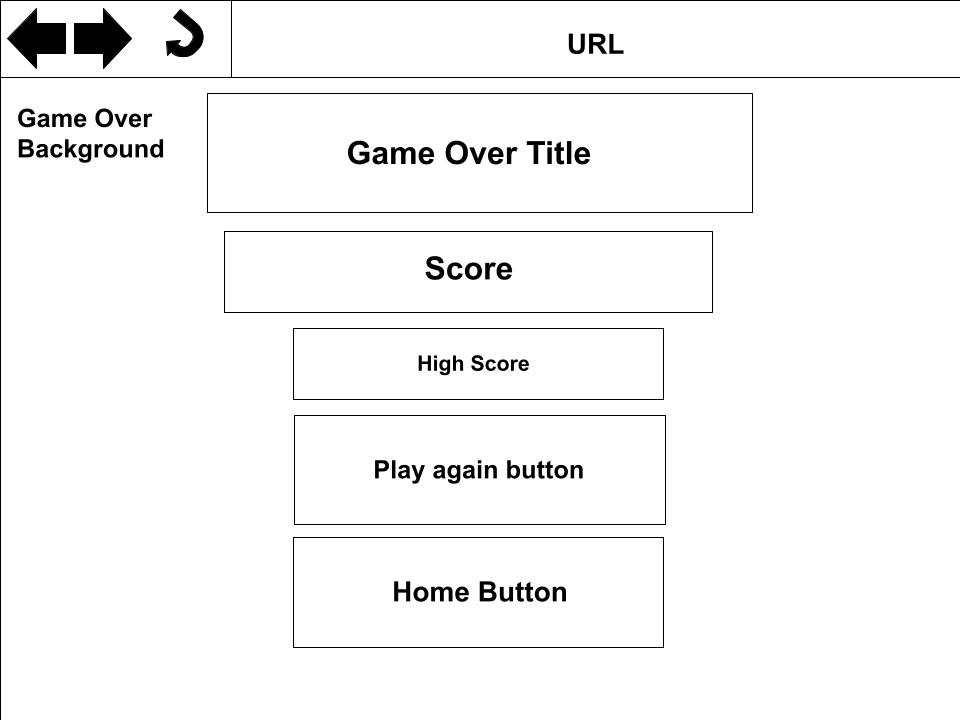 URL
Game Over
Background
Game Over Title
Score
High Score
Play again button
Home Button